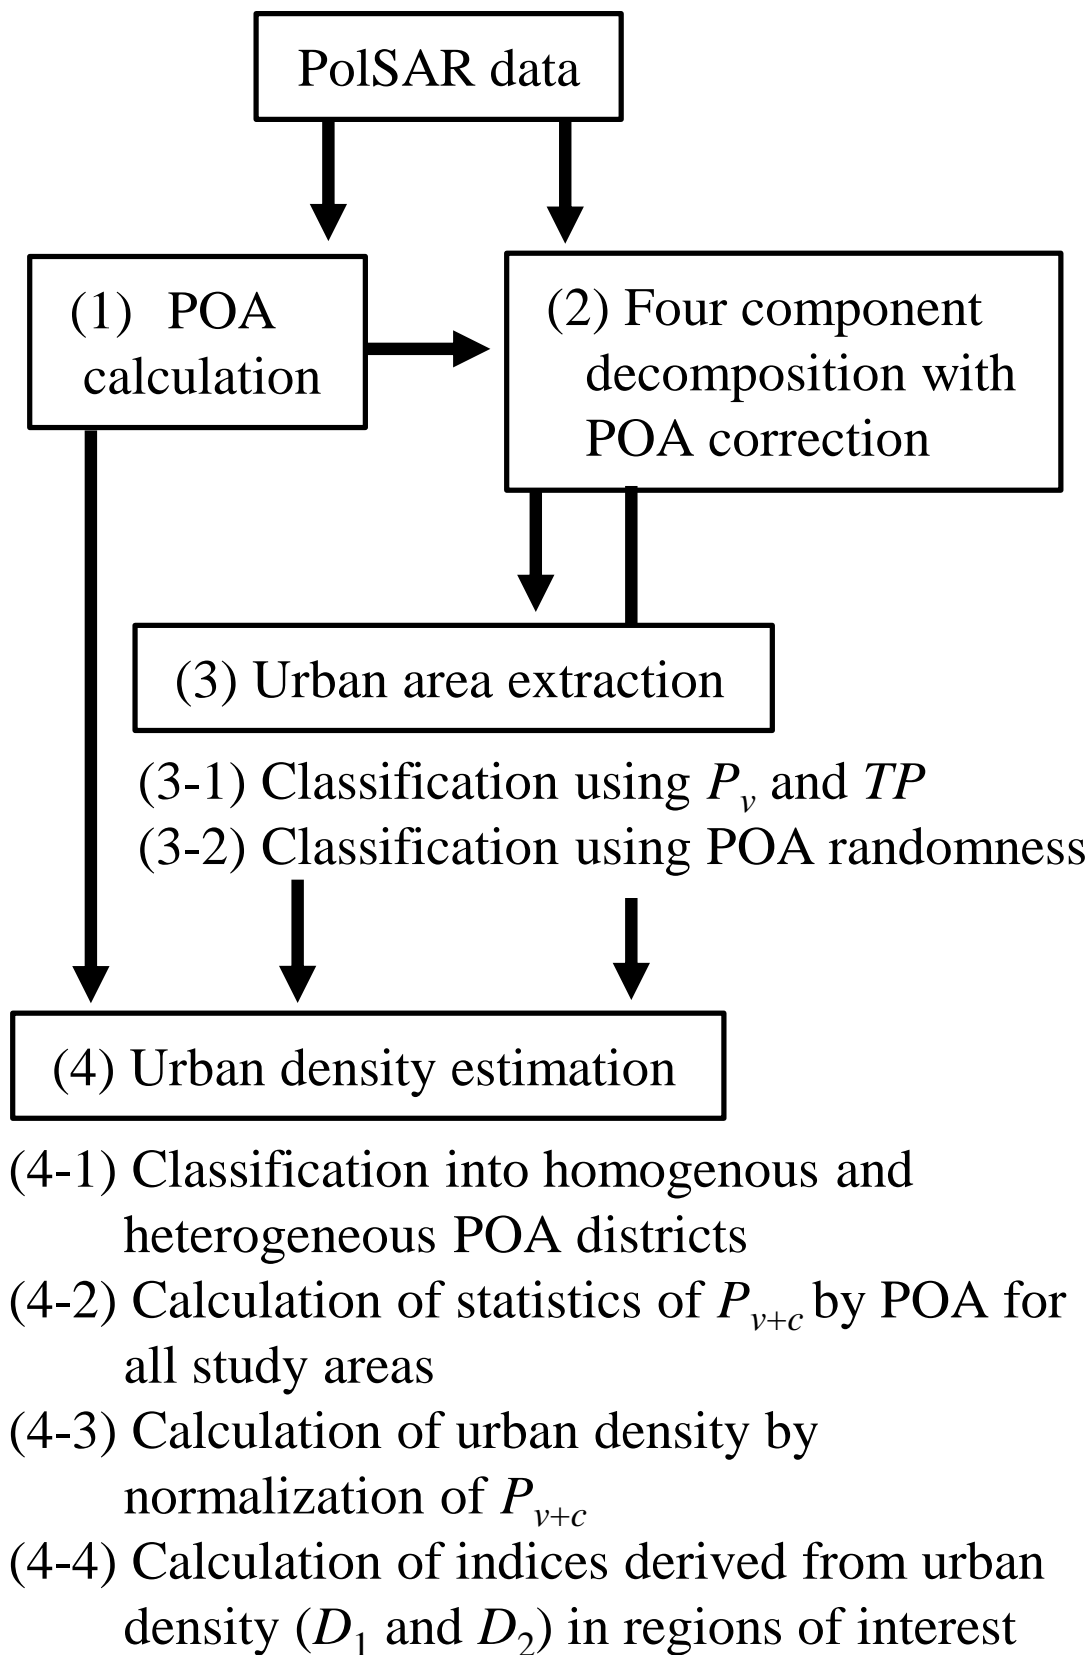 PolSAR data
(1) POA
calculation
(2) Four component
decomposition with
POA correction
(3) Urban area extraction
(3-1) Classification using Pv and TP
(3-2) Classification using POA randomness
(4) Urban density estimation
(4-1) Classification into homogenous and
heterogeneous POA districts
(4-2) Calculation of statistics of Pv+c by POA for
all study areas
(4-3) Calculation of urban density by
normalization of Pv+c
(4-4) Calculation of indices derived from urban
density (D1 and D2) in regions of interest